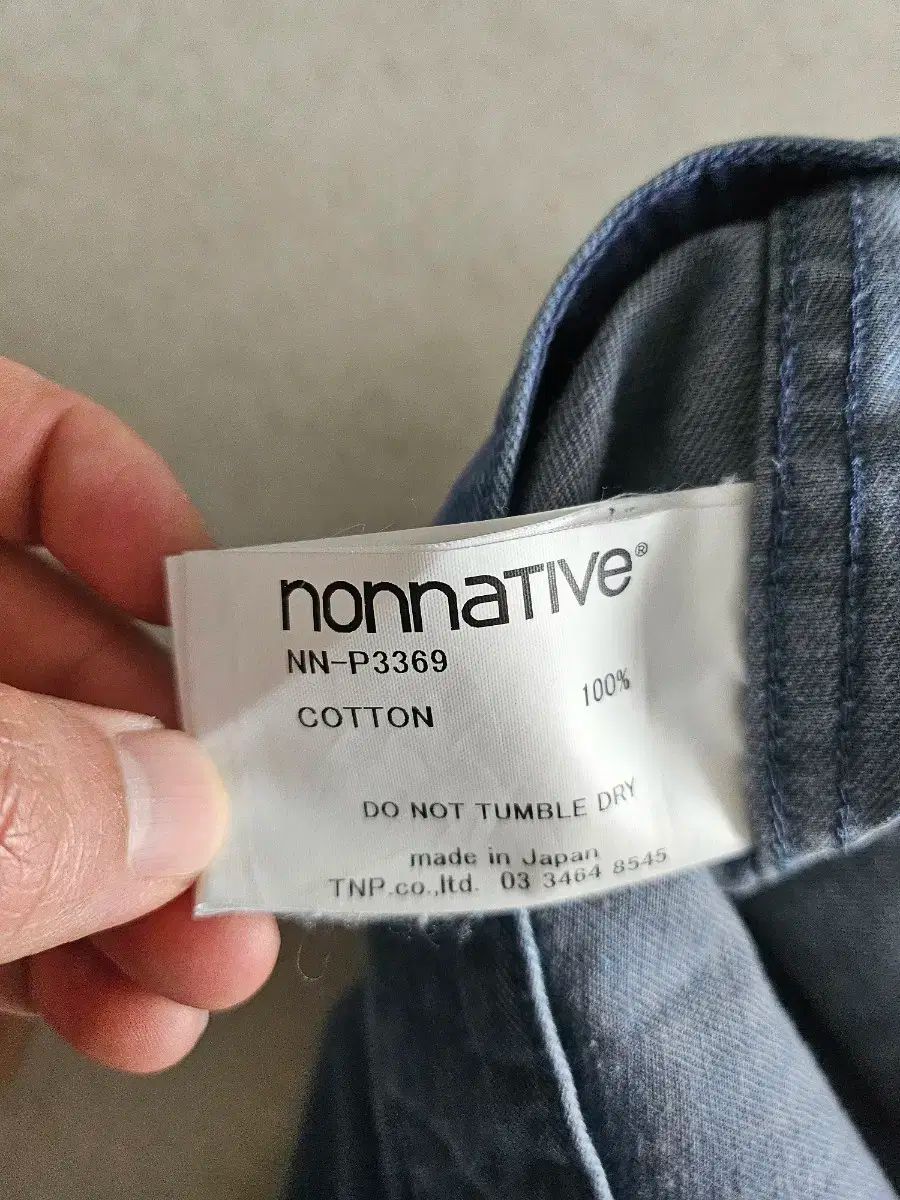 nonnaTIVe®
NN-P3369
COTTON 100%
DO NOT TUMBLE DRY
made in Japan
TNP.co.,ltd. 03 3464 8545